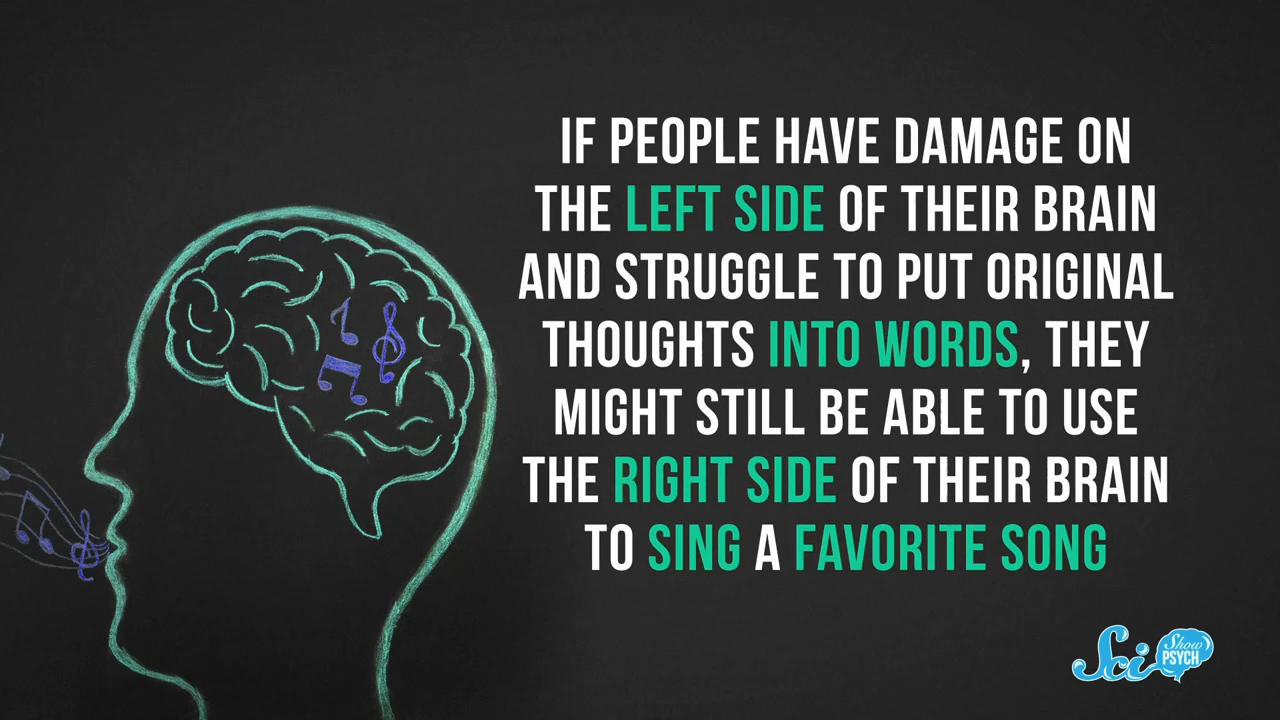 IF PEOPLE HAVE DAMAGE ON
THE LEFT SIDE OF THEIR BRAIN
AND STRUGGLE TO PUT ORIGINAL
THOUGHTS INTO WORDS, THEY
MIGHT STILL BE ABLE TO USE
THE RIGHT SIDE OF THEIR BRAIN
TO SING A FAVORITE SONG
Sci Show
PSYCH